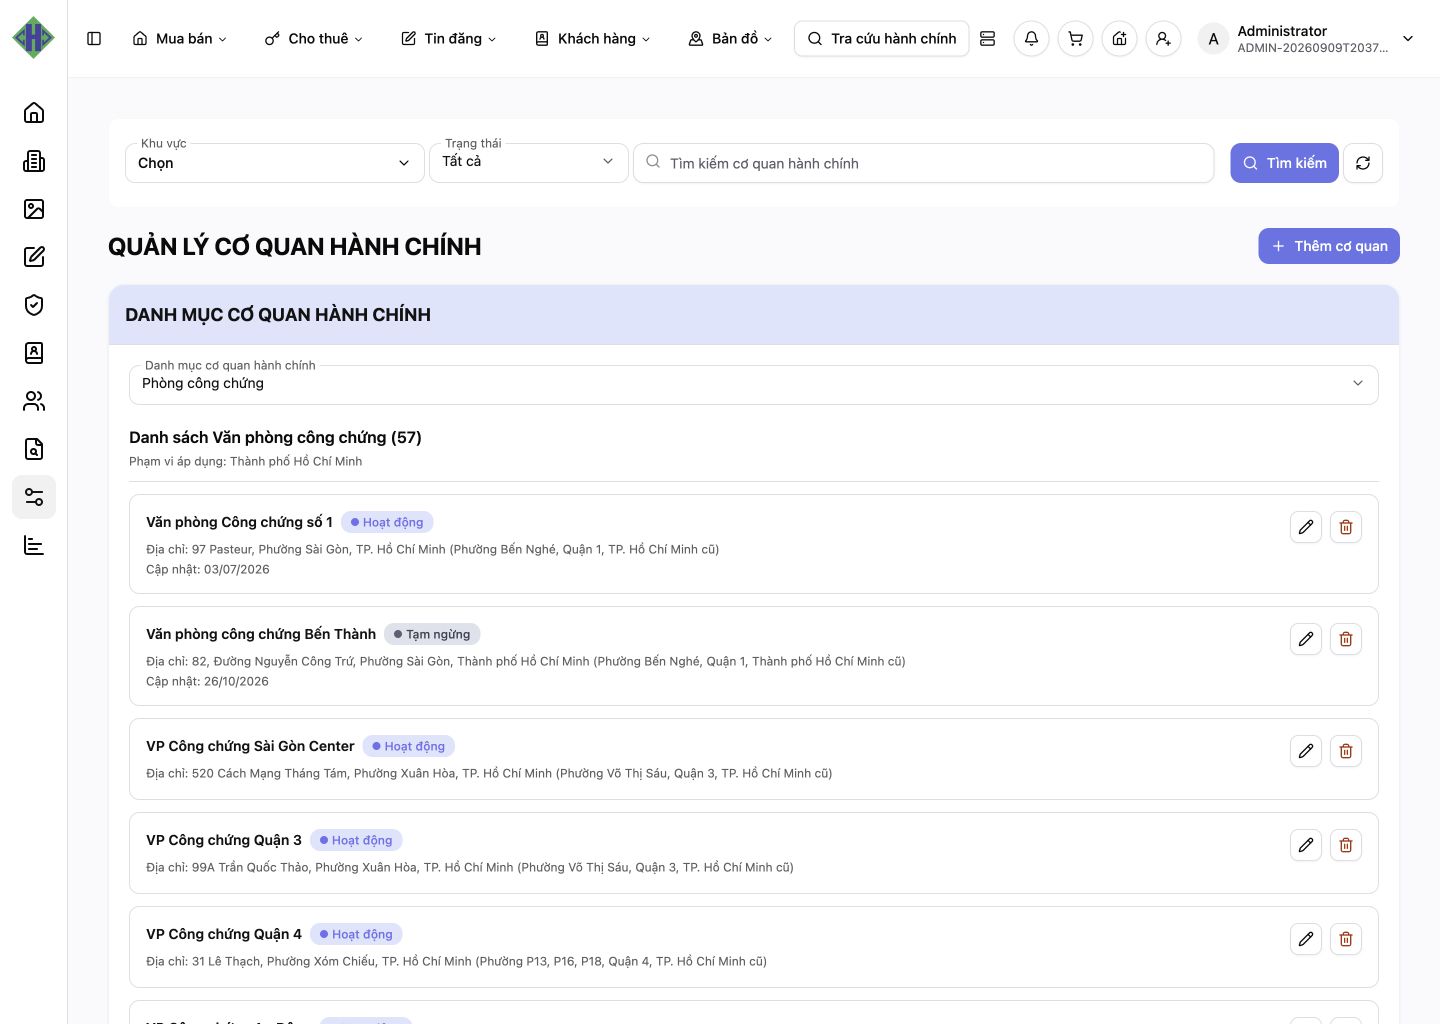 Mua bán
Cho thuê
Tin đăng
Khách hàng
Bản đồ
Tra cứu hành chính
A
Administrator
ADMIN-20260909T2037...
Khu vực
Chọn
Trạng thái
Tất cả
Tìm kiếm cơ quan hành chính
Tìm kiếm
QUẢN LÝ CƠ QUAN HÀNH CHÍNH
Thêm cơ quan
DANH MỤC CƠ QUAN HÀNH CHÍNH
Danh mục cơ quan hành chính
Phòng công chứng
Danh sách Văn phòng công chứng (57)
Phạm vi áp dụng: Thành phố Hồ Chí Minh
Văn phòng Công chứng số 1 Hoạt động
Địa chỉ: 97 Pasteur, Phường Sài Gòn, TP. Hồ Chí Minh (Phường Bến Nghé, Quận 1, TP. Hồ Chí Minh cũ)
Cập nhật: 03/07/2026
Văn phòng công chứng Bến Thành Tạm ngừng
Địa chỉ: 82, Đường Nguyễn Công Trứ, Phường Sài Gòn, Thành phố Hồ Chí Minh (Phường Bến Nghé, Quận 1, Thành phố Hồ Chí Minh cũ)
Cập nhật: 26/10/2026
VP Công chứng Sài Gòn Center Hoạt động
Địa chỉ: 520 Cách Mạng Tháng Tám, Phường Xuân Hòa, TP. Hồ Chí Minh (Phường Võ Thị Sáu, Quận 3, TP. Hồ Chí Minh cũ)
VP Công chứng Quận 3 Hoạt động
Địa chỉ: 99A Trần Quốc Thảo, Phường Xuân Hòa, TP. Hồ Chí Minh (Phường Võ Thị Sáu, Quận 3, TP. Hồ Chí Minh cũ)
VP Công chứng Quận 4 Hoạt động
Địa chỉ: 31 Lê Thạch, Phường Xóm Chiếu, TP. Hồ Chí Minh (Phường P13, P16, P18, Quận 4, TP. Hồ Chí Minh cũ)